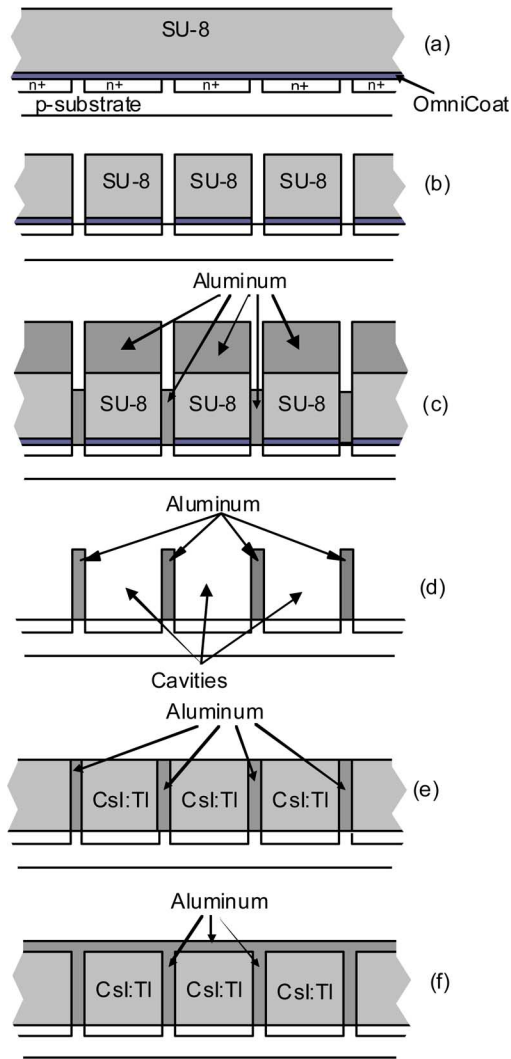 SU-8
(a)
n+ n+ n+ n+ n+
p-substrate
OmniCoat
SU-8 SU-8 SU-8
(b)
Aluminum
SU-8 SU-8 SU-8
(c)
Aluminum
(d)
Cavities
Aluminum
CsI:Tl CsI:Tl CsI:Tl
(e)
Aluminum
CsI:Tl CsI:Tl CsI:Tl
(f)